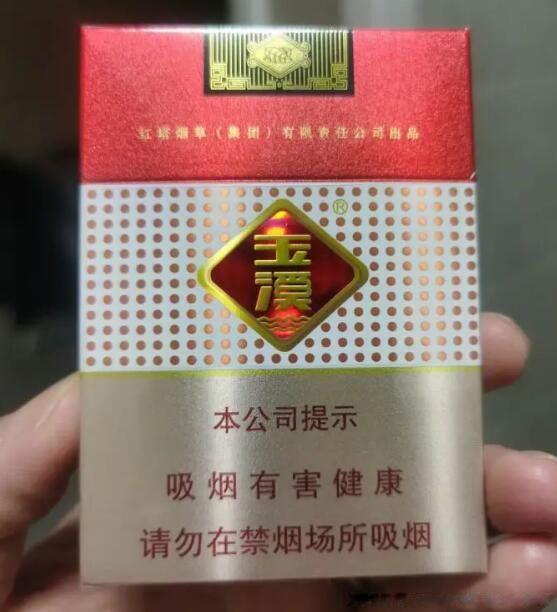 红塔烟草（集团）有限责任公司出品
玉溪
®
本公司提示
吸烟有害健康
请勿在禁烟场所吸烟